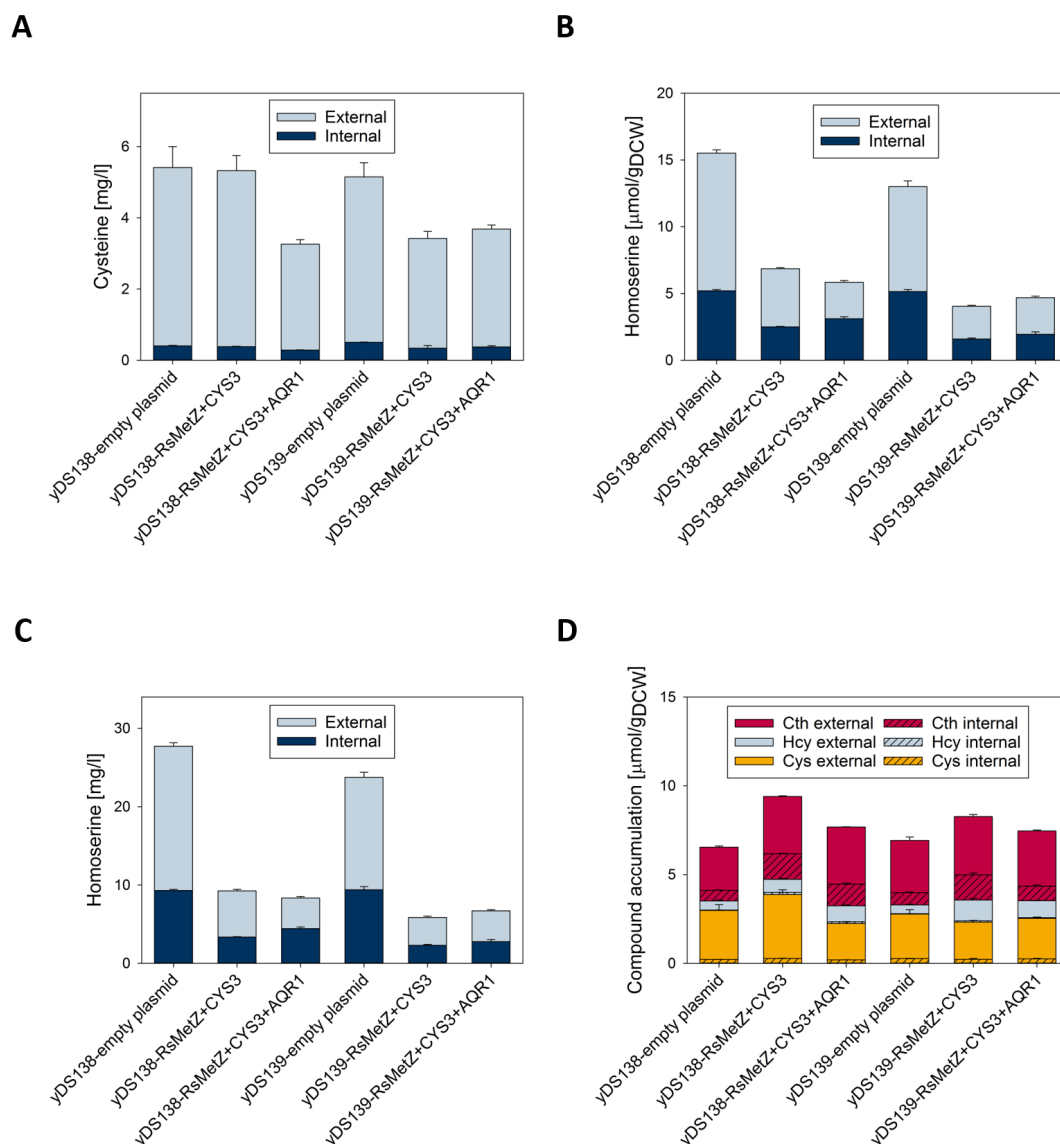 A
B
External
Internal
Cysteine [mg/l]
6
4
2
0
yDS138-empty plasmid
yDS138-RsMetZ+CYS3
yDS138-RsMetZ+CYS3+AQR1
yDS139-empty plasmid
yDS139-RsMetZ+CYS3
yDS139-RsMetZ+CYS3+AQR1
External
Internal
Homoserine [µmol/gDCW]
20
15
10
5
0
yDS138-empty plasmid
yDS138-RsMetZ+CYS3
yDS138-RsMetZ+CYS3+AQR1
yDS139-empty plasmid
yDS139-RsMetZ+CYS3
yDS139-RsMetZ+CYS3+AQR1
C
D
External
Internal
Homoserine [mg/l]
30
20
10
0
yDS138-empty plasmid
yDS138-RsMetZ+CYS3
yDS138-RsMetZ+CYS3+AQR1
yDS139-empty plasmid
yDS139-RsMetZ+CYS3
yDS139-RsMetZ+CYS3+AQR1
Cth external Cth internal
Hcy external Hcy internal
Cys external Cys internal
Compound accumulation [µmol/gDCW]
15
10
5
0
yDS138-empty plasmid
yDS138-RsMetZ+CYS3
yDS138-RsMetZ+CYS3+AQR1
yDS139-empty plasmid
yDS139-RsMetZ+CYS3
yDS139-RsMetZ+CYS3+AQR1